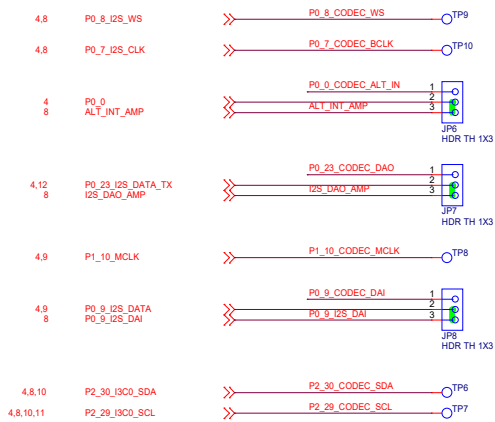 4,8 P0_8_I2S_WS P0_8_CODEC_WS TP9
4,8 P0_7_I2S_CLK P0_7_CODEC_BCLK TP10
P0_0_CODEC_ALT_IN 1
4 P0_0 2
8 ALT_INT_AMP ALT_INT_AMP 3
JP6
HDR TH 1X3
P0_23_CODEC_DAO 1
4,12 P0_23_I2S_DATA_TX 2
8 I2S_DAO_AMP I2S_DAO_AMP 3
JP7
HDR TH 1X3
4,9 P1_10_MCLK P1_10_CODEC_MCLK TP8
P0_9_CODEC_DAI 1
4,9 P0_9_I2S_DATA 2
8 P0_9_I2S_DAI P0_9_I2S_DAI 3
JP8
HDR TH 1X3
4,8,10 P2_30_I3C0_SDA P2_30_CODEC_SDA TP6
4,8,10,11 P2_29_I3C0_SCL P2_29_CODEC_SCL TP7